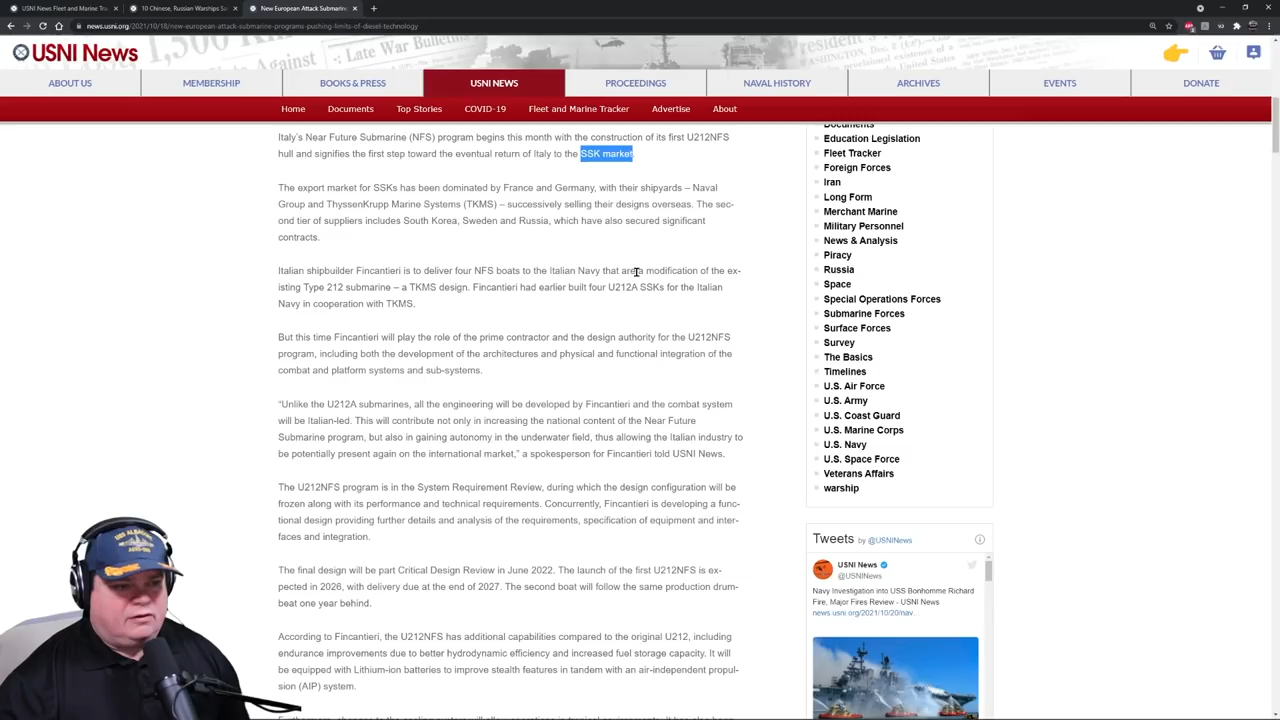 USNI News Fleet and Marine Tra
10 Chinese, Russian Warships Sa
New European Attack Submarine
news.usni.org/2021/10/18/new-european-attack-submarine-programs-pushing-limits-of-diesel-technology
USNI News
1,300
Late War Bulletins
President
ABOUT US
MEMBERSHIP
BOOKS & PRESS
USNI NEWS
PROCEEDINGS
NAVAL HISTORY
ARCHIVES
EVENTS
DONATE
Home
Documents
Top Stories
COVID-19
Fleet and Marine Tracker
Advertise
About
Italy's Near Future Submarine (NFS) program begins this month with the construction of its first U212NFS
hull and signifies the first step toward the eventual return of Italy to the SSK market.
The export market for SSKs has been dominated by France and Germany, with their shipyards – Naval
Group and ThyssenKrupp Marine Systems (TKMS) – successively selling their designs overseas. The sec-
ond tier of suppliers includes South Korea, Sweden and Russia, which have also secured significant
contracts.
Italian shipbuilder Fincantieri is to deliver four NFS boats to the Italian Navy that are a modification of the ex-
isting Type 212 submarine – a TKMS design. Fincantieri had earlier built four U212A SSKs for the Italian
Navy in cooperation with TKMS.
But this time Fincantieri will play the role of the prime contractor and the design authority for the U212NFS
program, including both the development of the architectures and physical and functional integration of the
combat and platform systems and sub-systems.
“Unlike the U212A submarines, all the engineering will be developed by Fincantieri and the combat system
will be Italian-led. This will contribute not only in increasing the national content of the Near Future
Submarine program, but also in gaining autonomy in the underwater field, thus allowing the Italian industry to
be potentially present again on the international market,” a spokesperson for Fincantieri told USNI News.
The U212NFS program is in the System Requirement Review, during which the design configuration will be
frozen along with its performance and technical requirements. Concurrently, Fincantieri is developing a func-
tional design providing further details and analysis of the requirements, specification of equipment and inter-
faces and integration.
The final design will be part Critical Design Review in June 2022. The launch of the first U212NFS is ex-
pected in 2026, with delivery due at the end of 2027. The second boat will follow the same production drum-
beat one year behind.
According to Fincantieri, the U212NFS has additional capabilities compared to the original U212, including
endurance improvements due to better hydrodynamic efficiency and increased fuel storage capacity. It will
be equipped with Lithium-ion batteries to improve stealth features in tandem with an air-independent propul-
sion (AIP) system.
Documents
Education Legislation
Fleet Tracker
Foreign Forces
Iran
Long Form
Merchant Marine
Military Personnel
News & Analysis
Piracy
Russia
Space
Special Operations Forces
Submarine Forces
Surface Forces
Survey
The Basics
Timelines
U.S. Air Force
U.S. Army
U.S. Coast Guard
U.S. Marine Corps
U.S. Navy
U.S. Space Force
Veterans Affairs
warship
Tweets by @USNINews
USNI News
@USNINews
Navy Investigation into USS Bonhomme Richard
Fire, Major Fires Review - USNI News
news.usni.org/2021/10/20/nav…